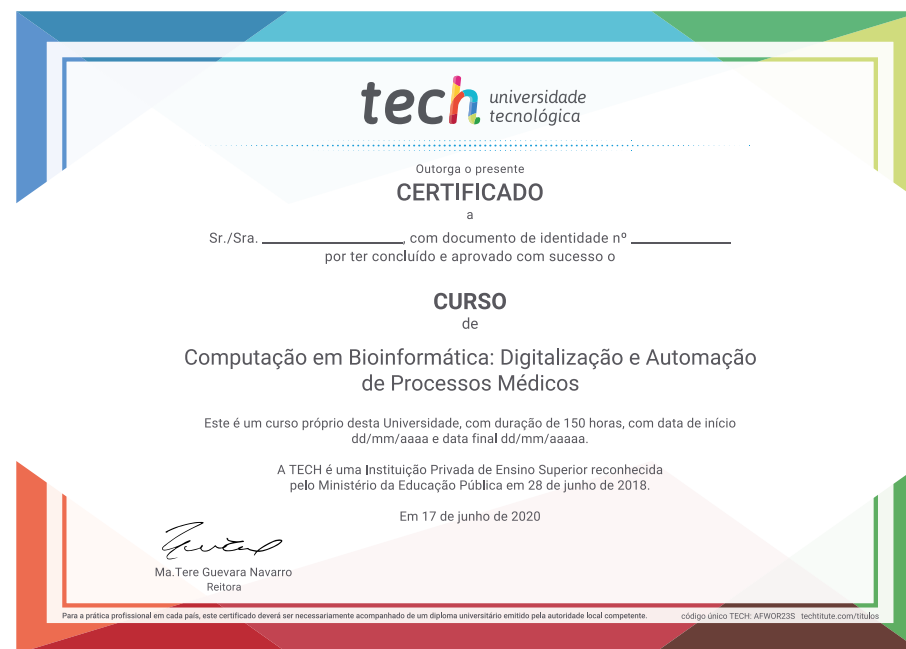 tech universidade
tecnológica
Outorga o presente
CERTIFICADO
a
Sr./Sra. ________________, com documento de identidade nº ____________
por ter concluído e aprovado com sucesso o
CURSO
de
Computação em Bioinformática: Digitalização e Automação
de Processos Médicos
Este é um curso próprio desta Universidade, com duração de 150 horas, com data de início
dd/mm/aaaa e data final dd/mm/aaaaa.
A TECH é uma Instituição Privada de Ensino Superior reconhecida
pelo Ministério da Educação Pública em 28 de junho de 2018.
Em 17 de junho de 2020
Ma.Tere Guevara Navarro
Reitora
Para a prática profissional em cada país, este certificado deverá ser necessariamente acompanhado de um diploma universitário emitido pela autoridade local competente. código único TECH: AFWOR23S techtitute.com/titulos